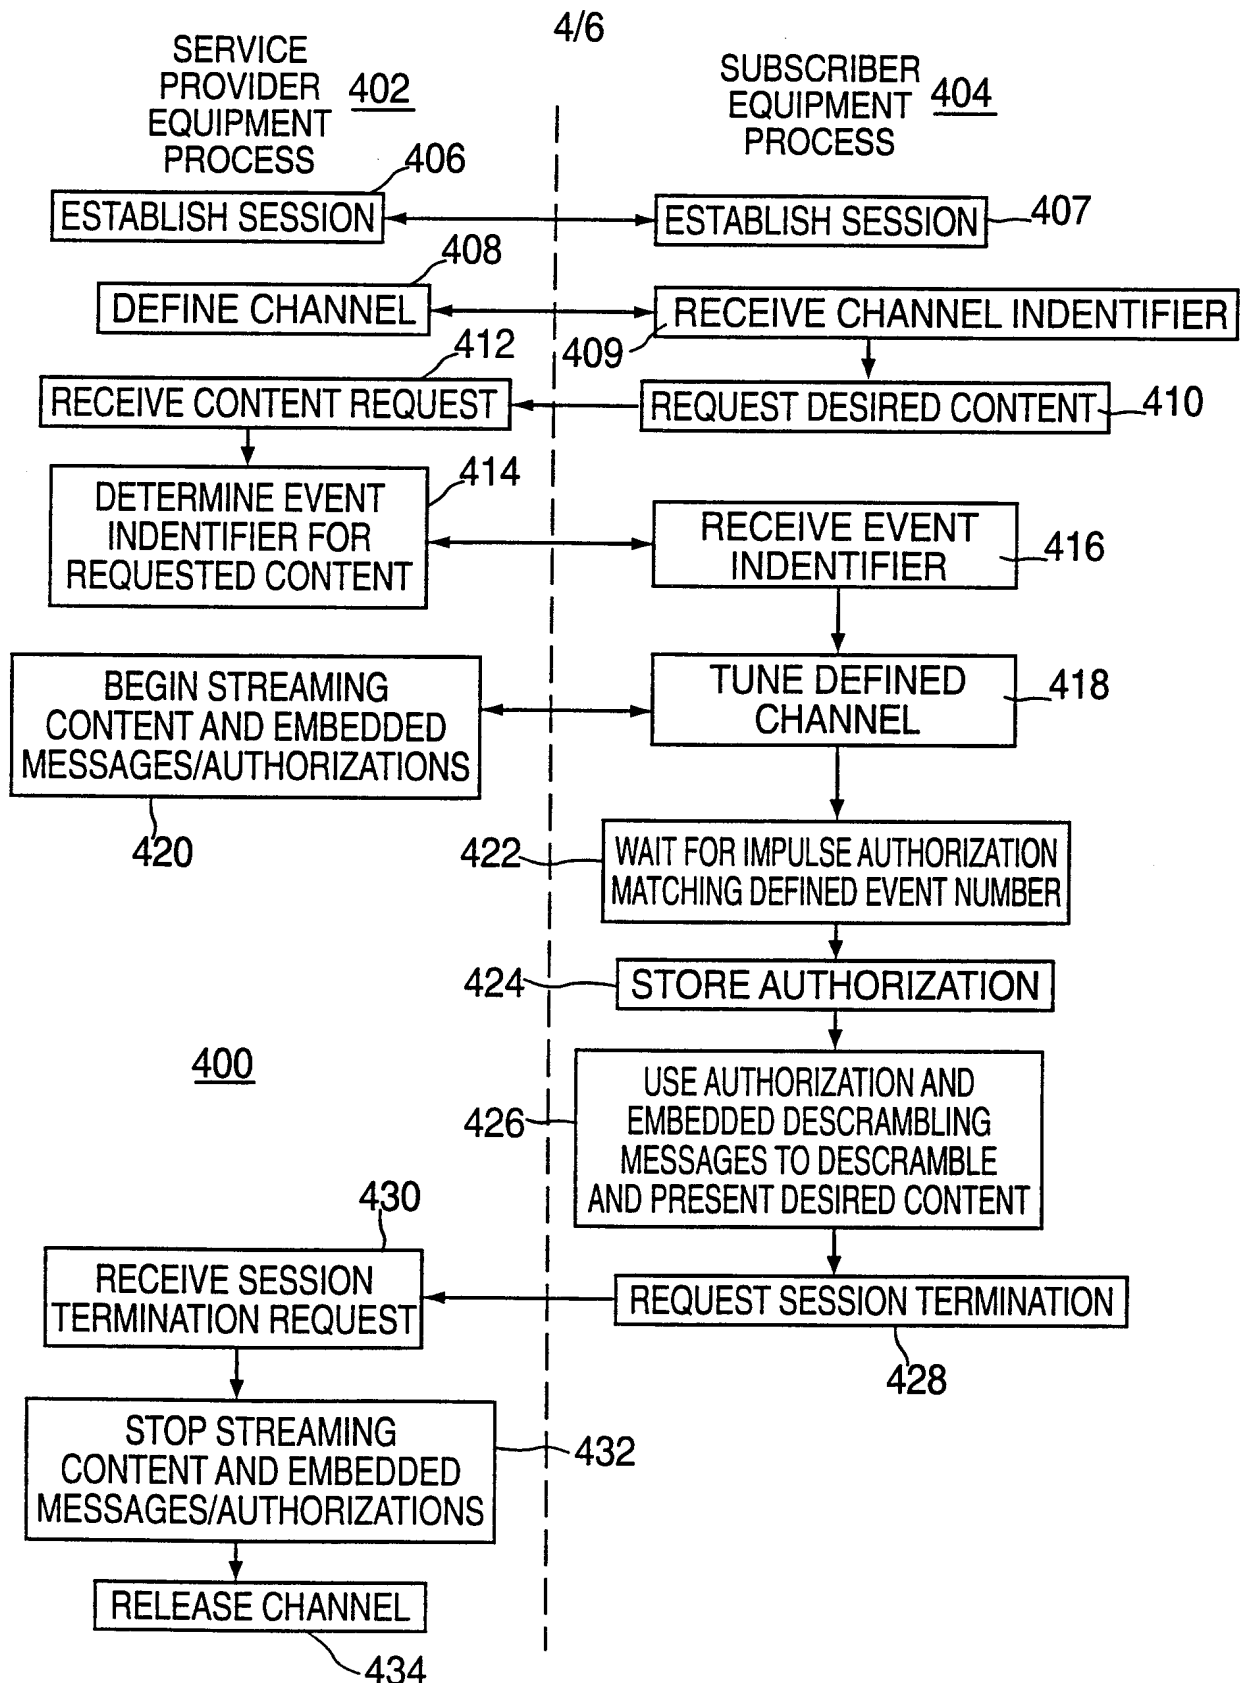 4/6
SERVICE
PROVIDER
EQUIPMENT
PROCESS
402
SUBSCRIBER
EQUIPMENT
PROCESS
404
406
ESTABLISH SESSION
ESTABLISH SESSION
407
408
DEFINE CHANNEL
RECEIVE CHANNEL INDENTIFIER
409
412
RECEIVE CONTENT REQUEST
REQUEST DESIRED CONTENT
410
414
DETERMINE EVENT
INDENTIFIER FOR
REQUESTED CONTENT
RECEIVE EVENT
INDENTIFIER
416
BEGIN STREAMING
CONTENT AND EMBEDDED
MESSAGES/AUTHORIZATIONS
420
TUNE DEFINED
CHANNEL
418
422
WAIT FOR IMPULSE AUTHORIZATION
MATCHING DEFINED EVENT NUMBER
424
STORE AUTHORIZATION
400
426
USE AUTHORIZATION AND
EMBEDDED DESCRAMBLING
MESSAGES TO DESCRAMBLE
AND PRESENT DESIRED CONTENT
430
RECEIVE SESSION
TERMINATION REQUEST
REQUEST SESSION TERMINATION
428
STOP STREAMING
CONTENT AND EMBEDDED
MESSAGES/AUTHORIZATIONS
432
RELEASE CHANNEL
434